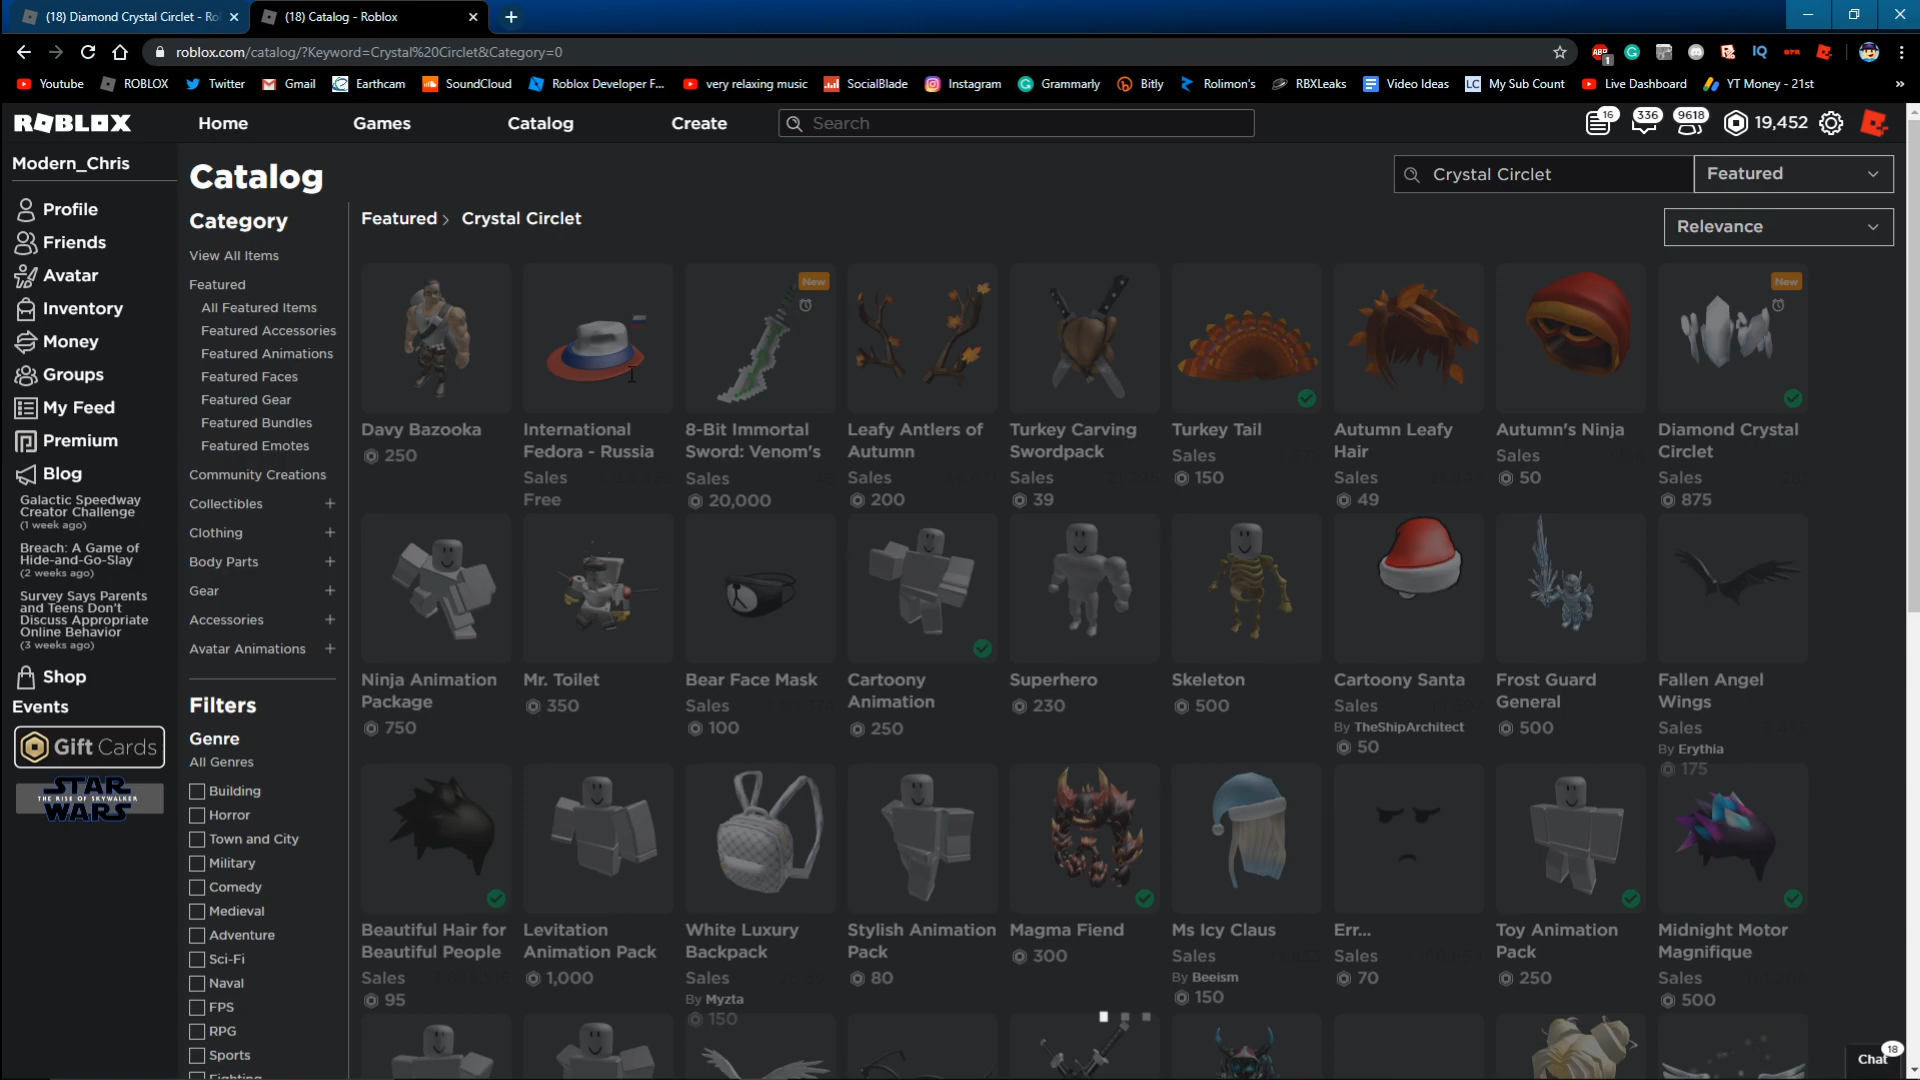 (18) Diamond Crystal Circlet - Ro
(18) Catalog - Roblox
roblox.com/catalog/?Keyword=Crystal%20Circlet&Category=0
ABP
1
IQ
Youtube
ROBLOX
Twitter
Gmail
Earthcam
SoundCloud
Roblox Developer F...
very relaxing music
SocialBlade
Instagram
Grammarly
Bitly
Rolimon's
RBXLeaks
Video Ideas
LC My Sub Count
Live Dashboard
YT Money - 21st
»
ROBLOX
Home
Games
Catalog
Create
Search
16
336
9618
19,452
Modern_Chris
Profile
Friends
Avatar
Inventory
Money
Groups
My Feed
Premium
Blog
Galactic Speedway
Creator Challenge
(1 week ago)
Breach: A Game of
Hide-and-Go-Slay
(2 weeks ago)
Survey Says Parents
and Teens Don't
Discuss Appropriate
Online Behavior
(3 weeks ago)
Shop
Events
Gift Cards
STAR
THE RISE OF SKYWALKER
WARS
Catalog
Crystal Circlet
Featured
Relevance
Category
View All Items
Featured
All Featured Items
Featured Accessories
Featured Animations
Featured Faces
Featured Gear
Featured Bundles
Featured Emotes
Community Creations
Collectibles +
Clothing +
Body Parts +
Gear +
Accessories +
Avatar Animations +
Filters
Genre
All Genres
Building
Horror
Town and City
Military
Comedy
Medieval
Adventure
Sci-Fi
Naval
FPS
RPG
Sports
Fighting
Featured > Crystal Circlet
Davy Bazooka
250
International
Fedora - Russia
Sales
Free
New
8-Bit Immortal
Sword: Venom's
Sales
20,000
Leafy Antlers of
Autumn
Sales
200
Turkey Carving
Swordpack
Sales
39
Turkey Tail
Sales
150
Autumn Leafy
Hair
Sales
49
Autumn's Ninja
Sales
50
New
Diamond Crystal
Circlet
Sales
875
Ninja Animation
Package
750
Mr. Toilet
350
Bear Face Mask
Sales
100
Cartoony
Animation
250
Superhero
230
Skeleton
500
Cartoony Santa
Sales
By TheShipArchitect
50
Frost Guard
General
500
Fallen Angel
Wings
Sales
By Erythia
175
Beautiful Hair for
Beautiful People
Sales
95
Levitation
Animation Pack
1,000
White Luxury
Backpack
Sales
By Myzta
150
Stylish Animation
Pack
80
Magma Fiend
300
Ms Icy Claus
Sales
By Beeism
150
Err...
Sales
70
Toy Animation
Pack
250
Midnight Motor
Magnifique
Sales
500
Chat
18